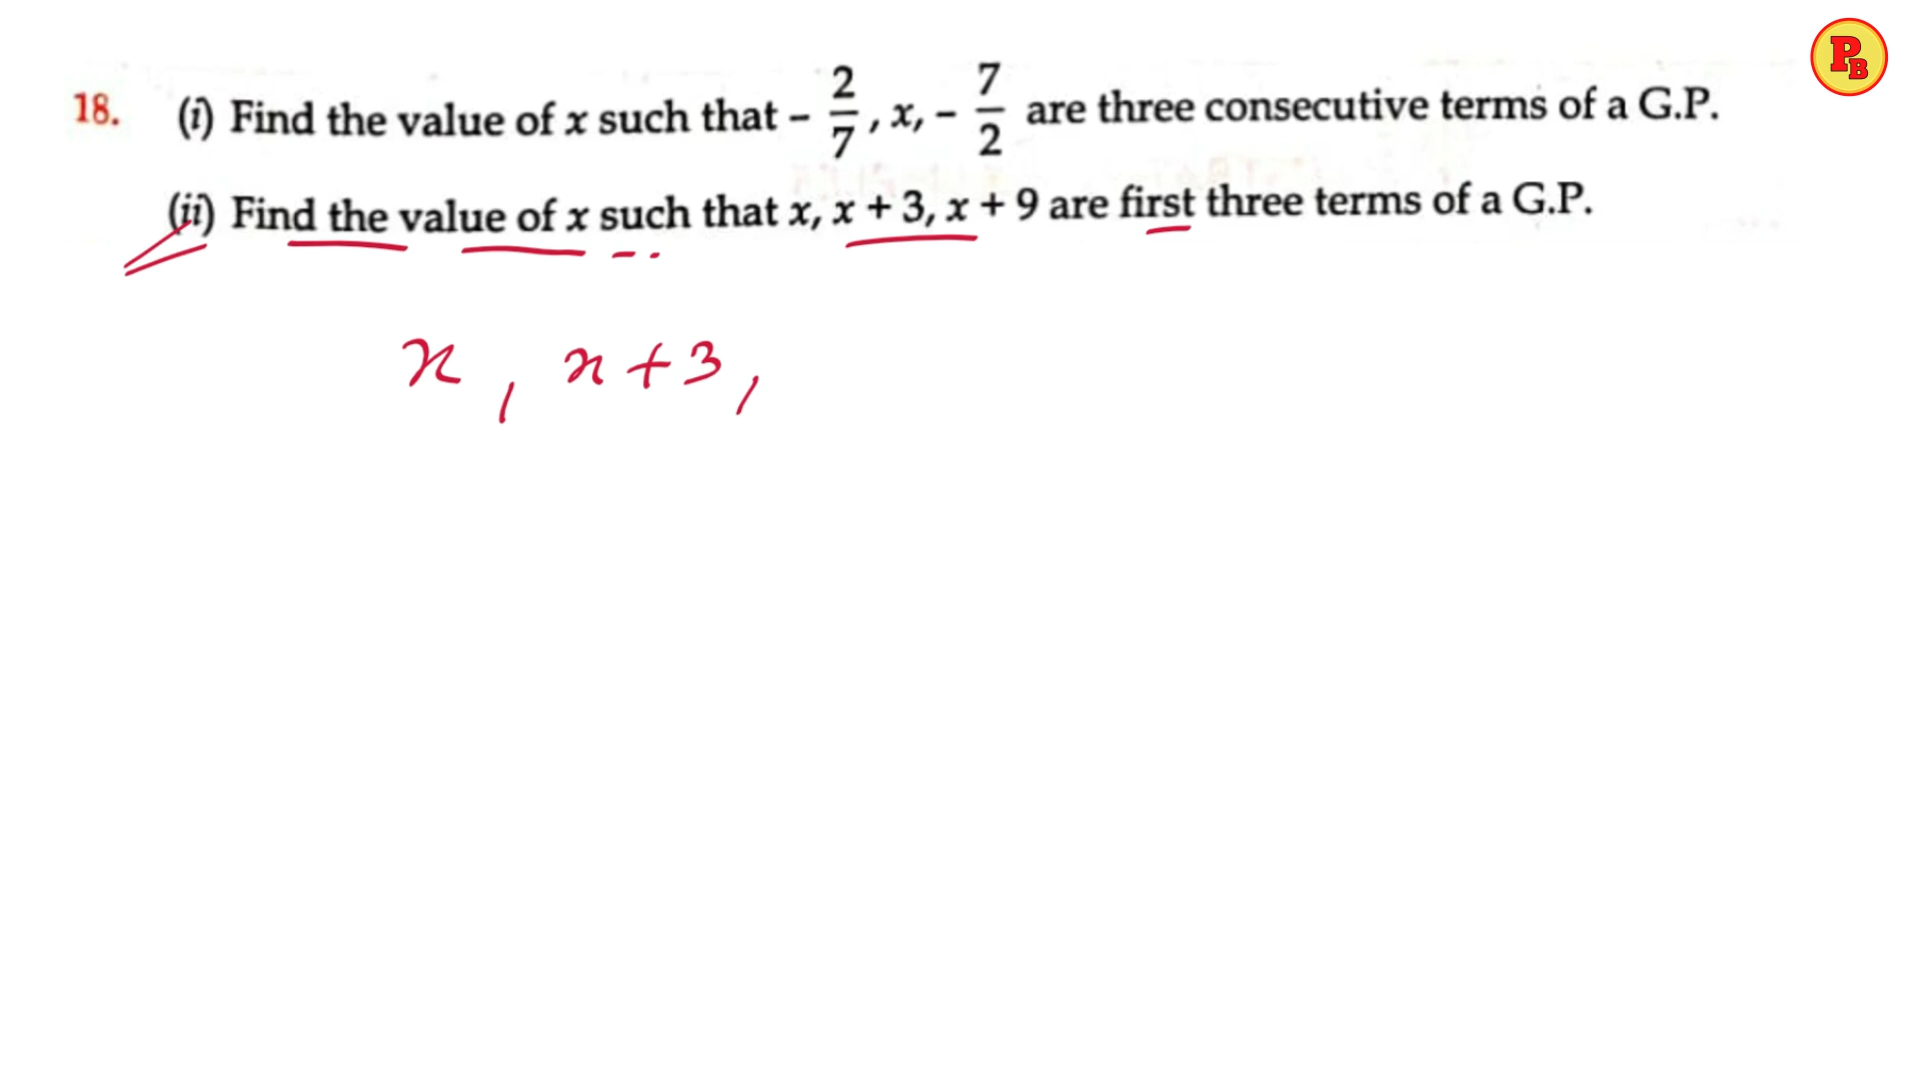 PB
18. (i) Find the value of x such that – 2/7, x, – 7/2 are three consecutive terms of a G.P.
(ii) Find the value of x such that x, x + 3, x + 9 are first three terms of a G.P.
x, x+3,